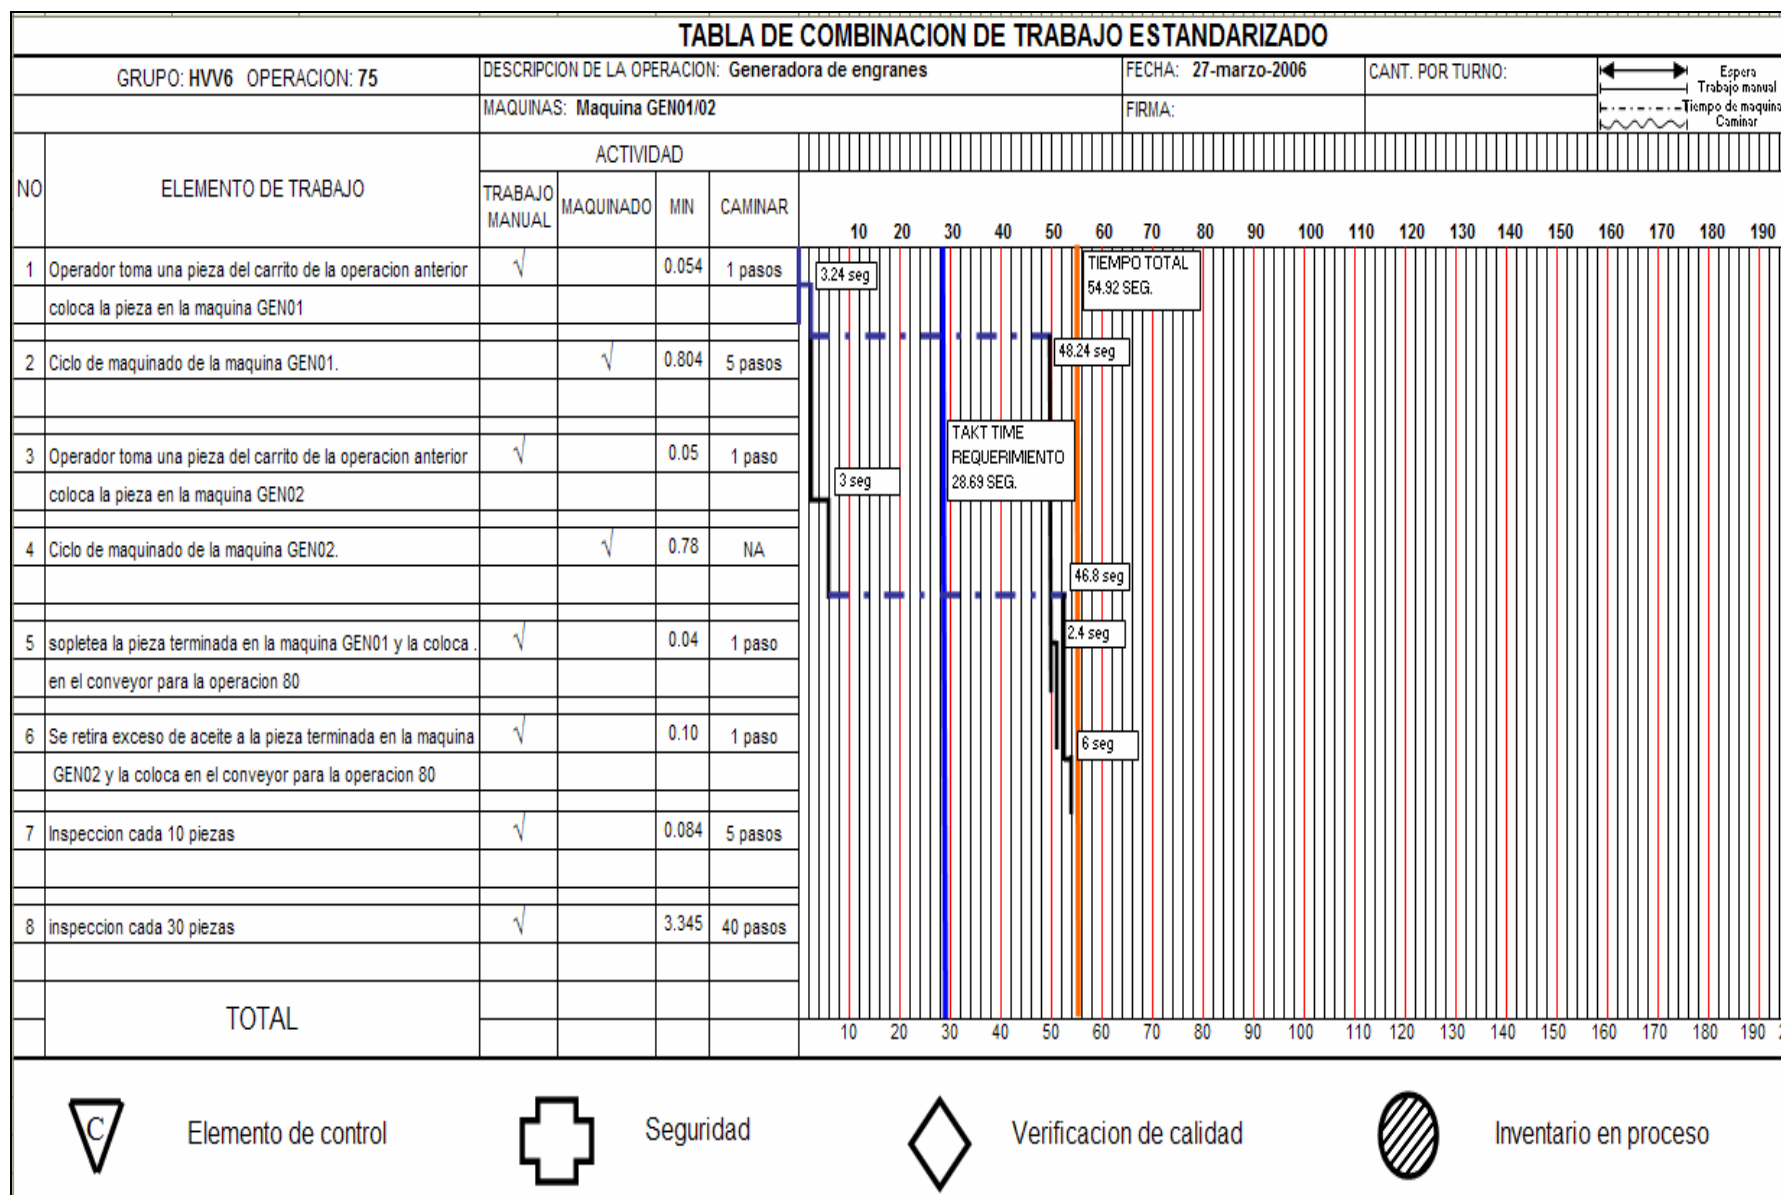 TABLA DE COMBINACION DE TRABAJO ESTANDARIZADO
GRUPO: HVV6 OPERACION: 75
DESCRIPCION DE LA OPERACION: Generadora de engranes
FECHA: 27-marzo-2006
CANT. POR TURNO:
Espera
Trabajo manual
Tiempo de maquina
Caminar
MAQUINAS: Maquina GEN01/02
FIRMA:
NO
ELEMENTO DE TRABAJO
ACTIVIDAD
TRABAJO
MANUAL
MAQUINADO
MIN
CAMINAR
10 20 30 40 50 60 70 80 90 100 110 120 130 140 150 160 170 180 190
1 Operador toma una pieza del carrito de la operacion anterior √ 0.054 1 pasos
coloca la pieza en la maquina GEN01
3.24 seg
TIEMPO TOTAL
54.92 SEG.
2 Ciclo de maquinado de la maquina GEN01. √ 0.804 5 pasos
48.24 seg
3 Operador toma una pieza del carrito de la operacion anterior √ 0.05 1 paso
coloca la pieza en la maquina GEN02
3 seg
TAKT TIME
REQUERIMIENTO
28.69 SEG.
4 Ciclo de maquinado de la maquina GEN02. √ 0.78 NA
46.8 seg
5 sopletea la pieza terminada en la maquina GEN01 y la coloca . √ 0.04 1 paso
en el conveyor para la operacion 80
2.4 seg
6 Se retira exceso de aceite a la pieza terminada en la maquina √ 0.10 1 paso
GEN02 y la coloca en el conveyor para la operacion 80
6 seg
7 Inspeccion cada 10 piezas √ 0.084 5 pasos
8 inspeccion cada 30 piezas √ 3.345 40 pasos
TOTAL
10 20 30 40 50 60 70 80 90 100 110 120 130 140 150 160 170 180 190
C
Elemento de control
Seguridad
Verificacion de calidad
Inventario en proceso